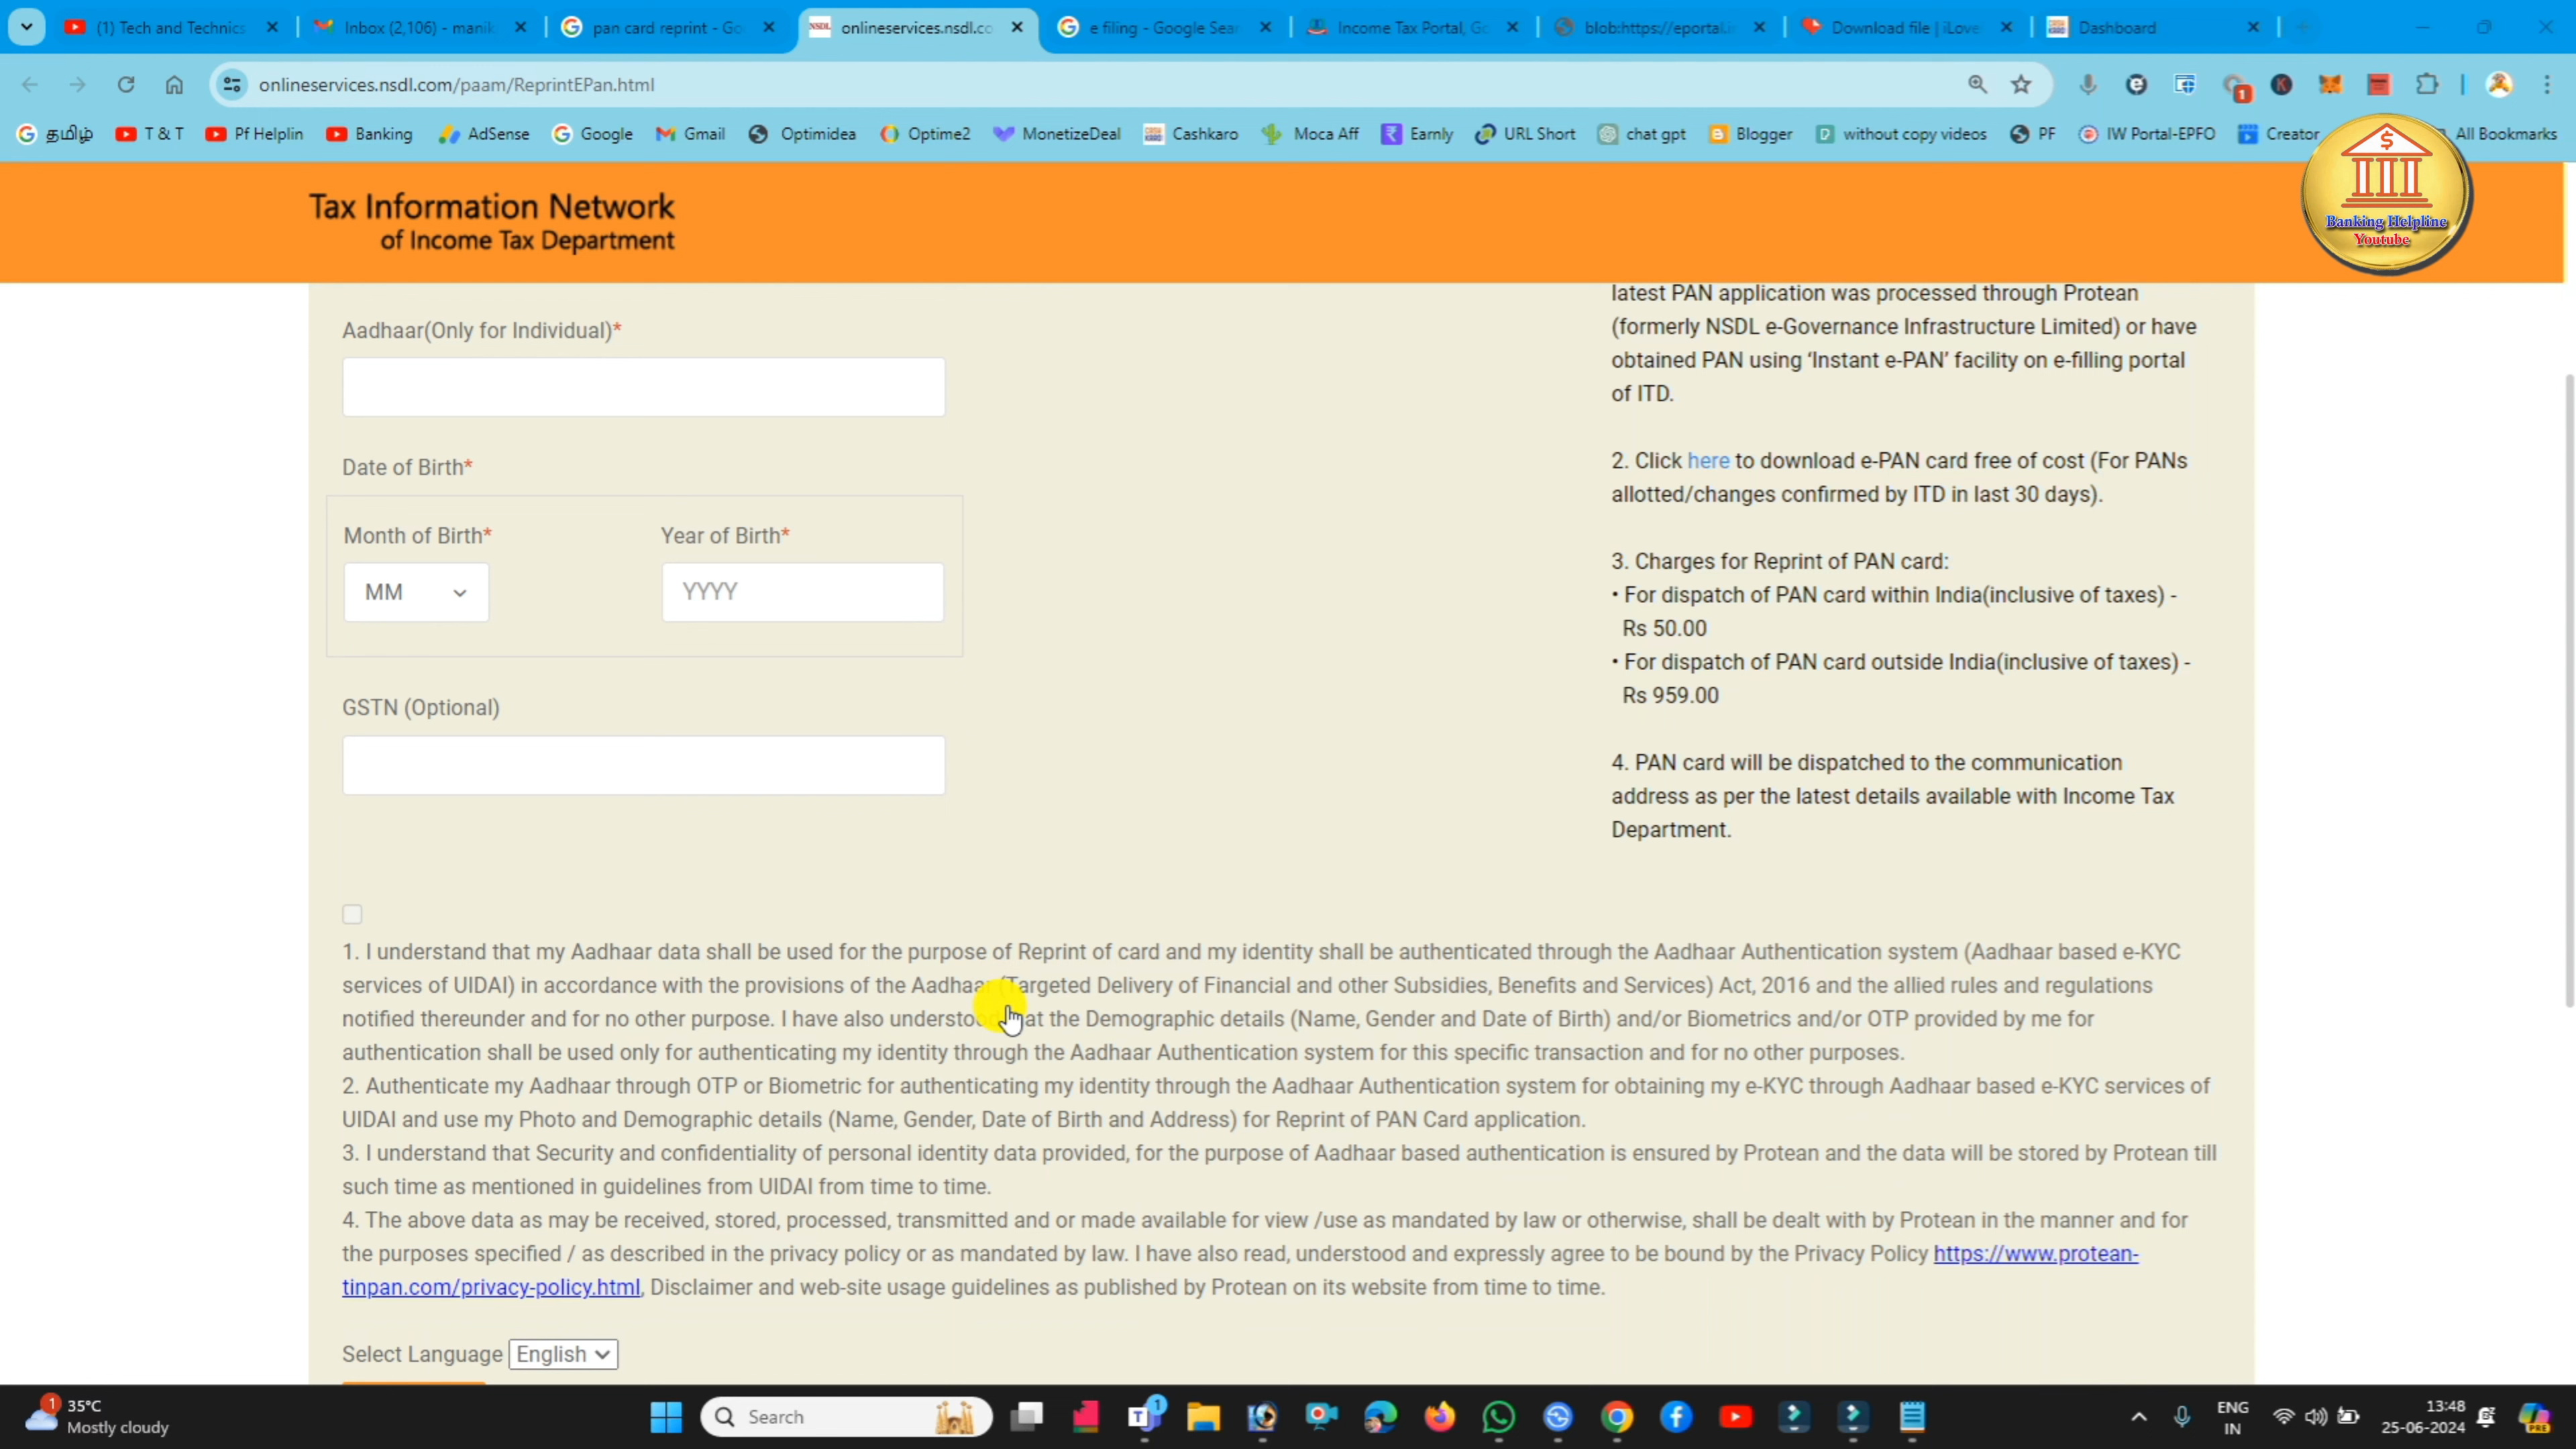 (1) Tech and Technics
Inbox (2,106) - manik
pan card reprint - Go
onlineservices.nsdl.co
e filing - Google Sear
Income Tax Portal, Go
blob:https://eportal.i
Download file | iLove
Dashboard
onlineservices.nsdl.com/paam/ReprintEPan.html
தமிழ் T & T Pf Helplin Banking AdSense Google Gmail Optimidea Optime2 MonetizeDeal Cashkaro Moca Aff Earnly URL Short chat gpt Blogger without copy videos PF IW Portal-EPFO Creator All Bookmarks
Tax Information Network
of Income Tax Department
Banking Helpline
Youtube
Aadhaar(Only for Individual)*
Date of Birth*
Month of Birth* Year of Birth*
MM YYYY
GSTN (Optional)
latest PAN application was processed through Protean
(formerly NSDL e-Governance Infrastructure Limited) or have
obtained PAN using ‘Instant e-PAN’ facility on e-filling portal
of ITD.
2. Click here to download e-PAN card free of cost (For PANs
allotted/changes confirmed by ITD in last 30 days).
3. Charges for Reprint of PAN card:
• For dispatch of PAN card within India(inclusive of taxes) -
Rs 50.00
• For dispatch of PAN card outside India(inclusive of taxes) -
Rs 959.00
4. PAN card will be dispatched to the communication
address as per the latest details available with Income Tax
Department.
1. I understand that my Aadhaar data shall be used for the purpose of Reprint of card and my identity shall be authenticated through the Aadhaar Authentication system (Aadhaar based e-KYC
services of UIDAI) in accordance with the provisions of the Aadhaar (Targeted Delivery of Financial and other Subsidies, Benefits and Services) Act, 2016 and the allied rules and regulations
notified thereunder and for no other purpose. I have also understood that the Demographic details (Name, Gender and Date of Birth) and/or Biometrics and/or OTP provided by me for
authentication shall be used only for authenticating my identity through the Aadhaar Authentication system for this specific transaction and for no other purposes.
2. Authenticate my Aadhaar through OTP or Biometric for authenticating my identity through the Aadhaar Authentication system for obtaining my e-KYC through Aadhaar based e-KYC services of
UIDAI and use my Photo and Demographic details (Name, Gender, Date of Birth and Address) for Reprint of PAN Card application.
3. I understand that Security and confidentiality of personal identity data provided, for the purpose of Aadhaar based authentication is ensured by Protean and the data will be stored by Protean till
such time as mentioned in guidelines from UIDAI from time to time.
4. The above data as may be received, stored, processed, transmitted and or made available for view /use as mandated by law or otherwise, shall be dealt with by Protean in the manner and for
the purposes specified / as described in the privacy policy or as mandated by law. I have also read, understood and expressly agree to be bound by the Privacy Policy https://www.protean-
tinpan.com/privacy-policy.html, Disclaimer and web-site usage guidelines as published by Protean on its website from time to time.
Select Language English
35°C
Mostly cloudy
Search
ENG
IN
13:48
25-06-2024